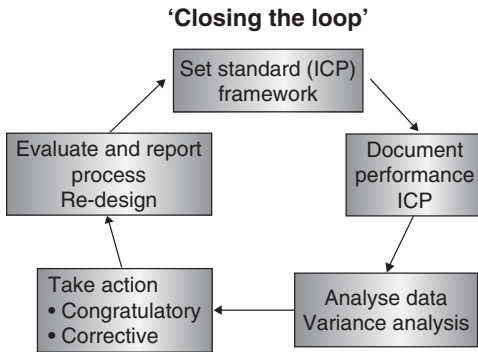 ‘Closing the loop’
Set standard (ICP)
framework
Document
performance
ICP
Analyse data
Variance analysis
Take action
• Congratulatory
• Corrective
Evaluate and report
process
Re-design